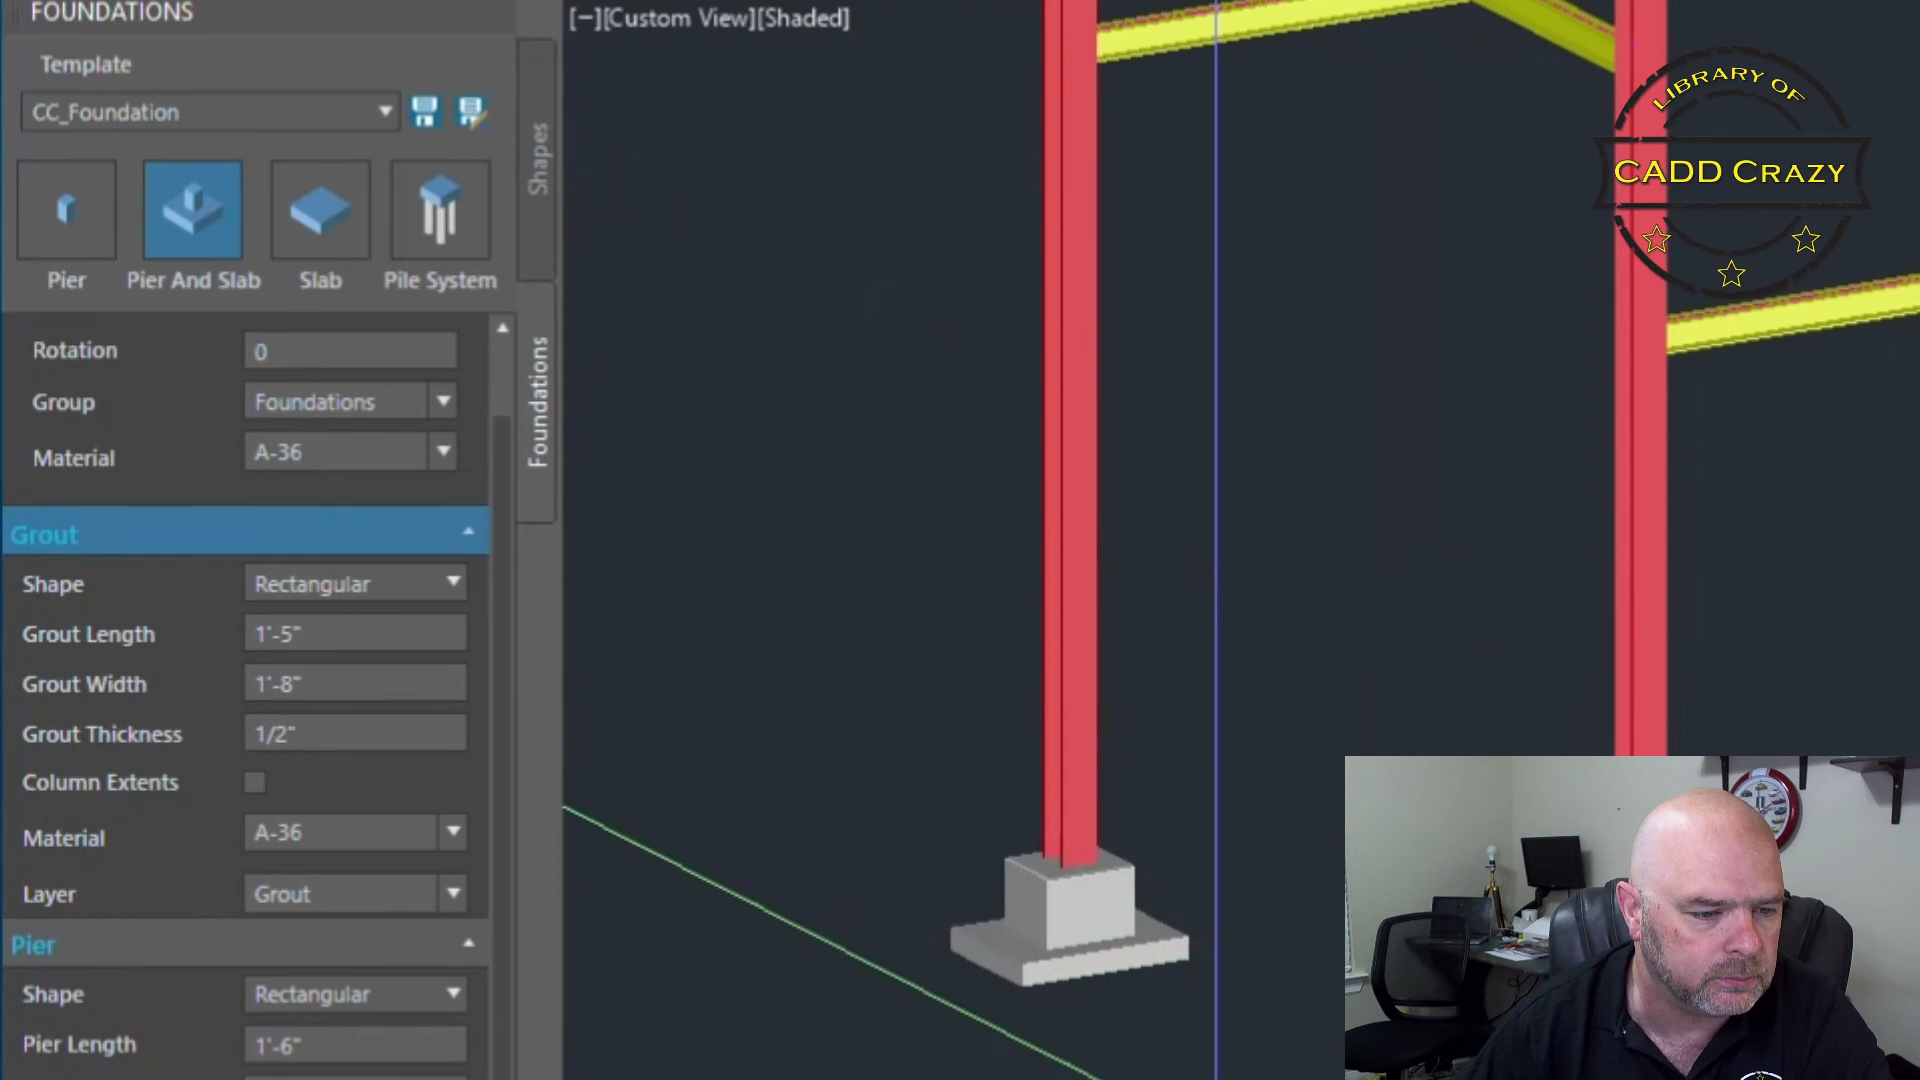 FOUNDATIONS
[−][Custom View][Shaded]
Template
CC_Foundation
Pier
Pier And Slab
Slab
Pile System
Shapes
Foundations
Rotation
0
Group
Foundations
Material
A-36
Grout
Shape
Rectangular
Grout Length
1'-5"
Grout Width
1'-8"
Grout Thickness
1/2"
Column Extents
Material
A-36
Layer
Grout
Pier
Shape
Rectangular
Pier Length
1'-6"
LIBRARY OF
CADD CRAZY